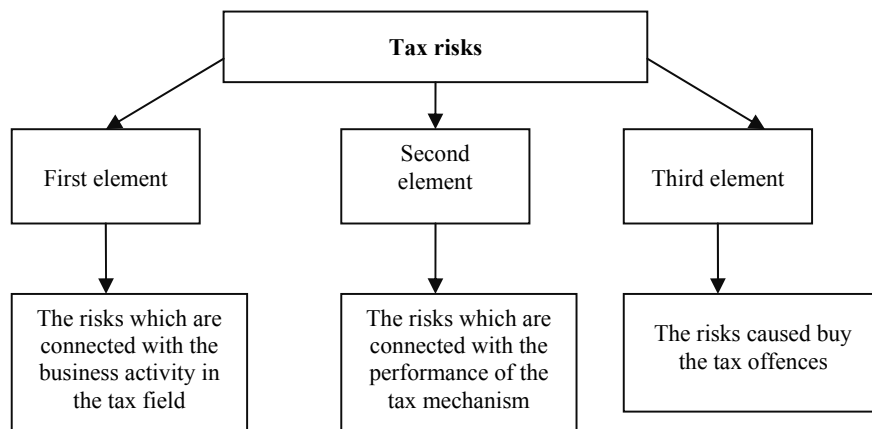 Tax risks
First element
Second
element
Third element
The risks which are
connected with the
business activity in
the tax field
The risks which are
connected with the
performance of the
tax mechanism
The risks caused buy
the tax offences